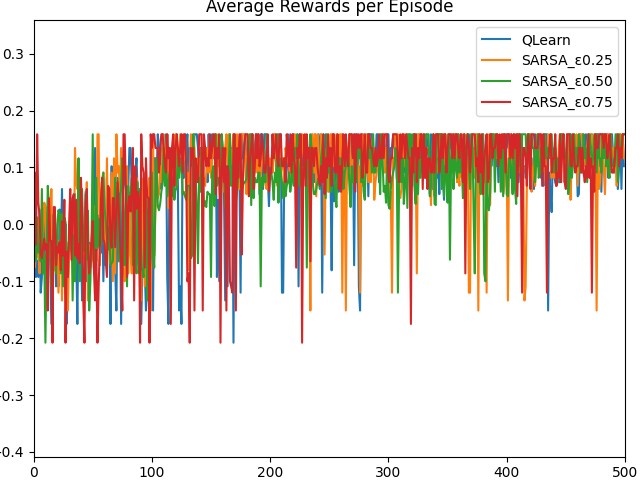 Average Rewards per Episode
QLearn
SARSA_ε0.25
SARSA_ε0.50
SARSA_ε0.75
0.3
0.2
0.1
0.0
-0.1
-0.2
-0.3
-0.4
0 100 200 300 400 500